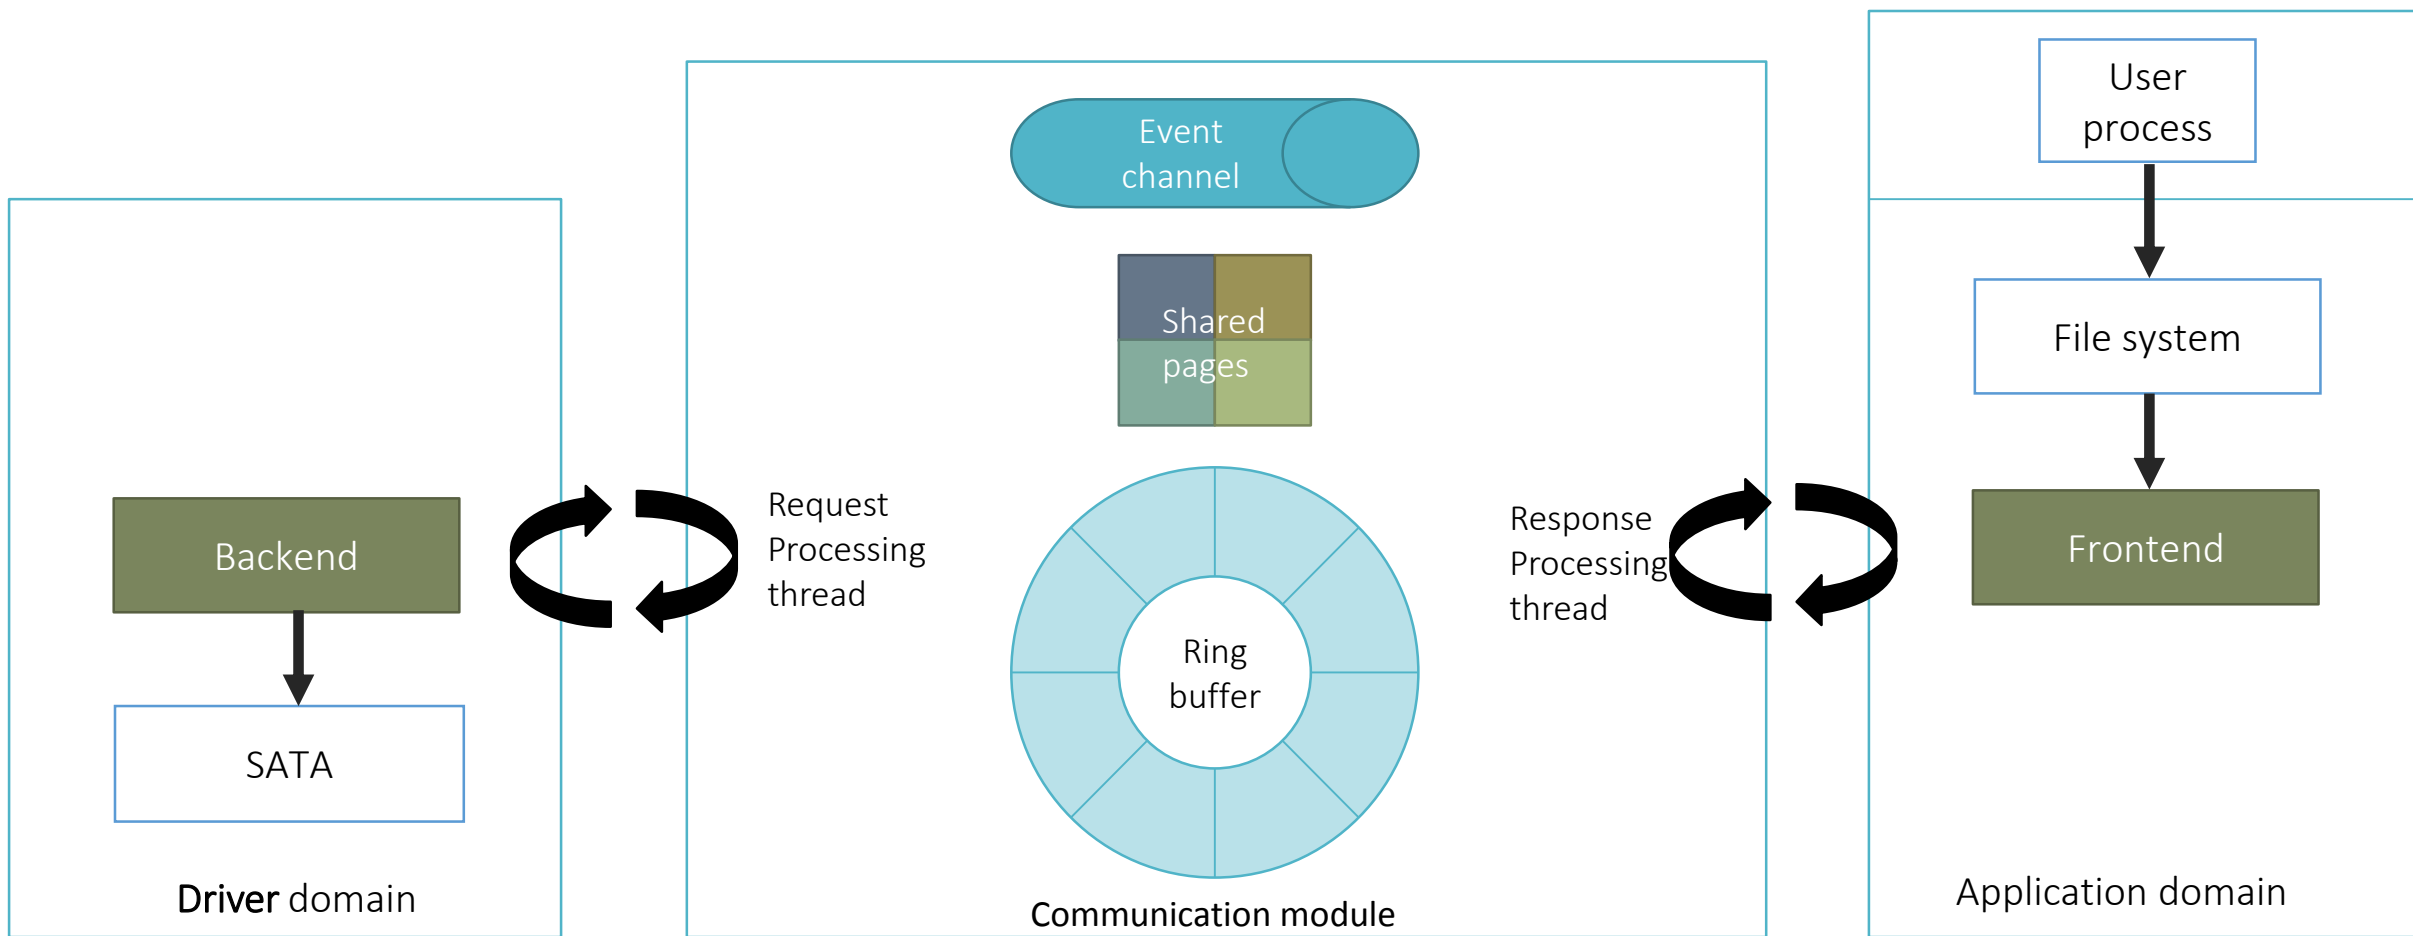 User
process
Event
channel
Shared
pages
File system
Request
Processing
thread
Response
Processing
thread
Backend
Frontend
Ring
buffer
SATA
Driver domain
Communication module
Application domain